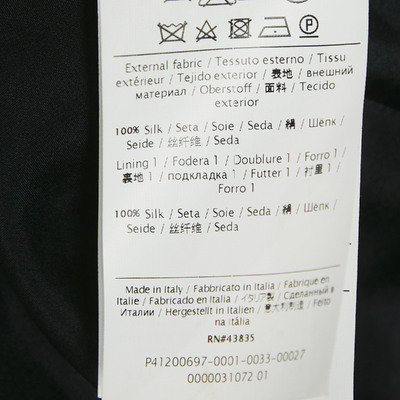 External fabric / Tessuto esterno / Tissu
extérieur / Tejido exterior / 表地 / внешний
материал / Oberstoff / 面料 / Tecido
exterior
100% Silk / Seta / Soie / Seda / 絹 / Шёлк /
Seide / 丝纤维 / Seda
Lining 1 / Fodera 1 / Doublure 1 / Forro 1 /
裏地 1 / подкладка 1 / Futter 1 / 衬里 1 /
Forro 1
100% Silk / Seta / Soie / Seda / 絹 / Шёлк /
Seide / 丝纤维 / Seda
Made in Italy / Fabbricato in Italia / Fabriqué en
Italie / Fabricado en Italia / イタリア製 / Сделанный в
Италии / Hergestellt in Italien / 意大利制造 / Feito
na Itália
RN#43835
P41200697-0001-0033-00027
0000031072 01